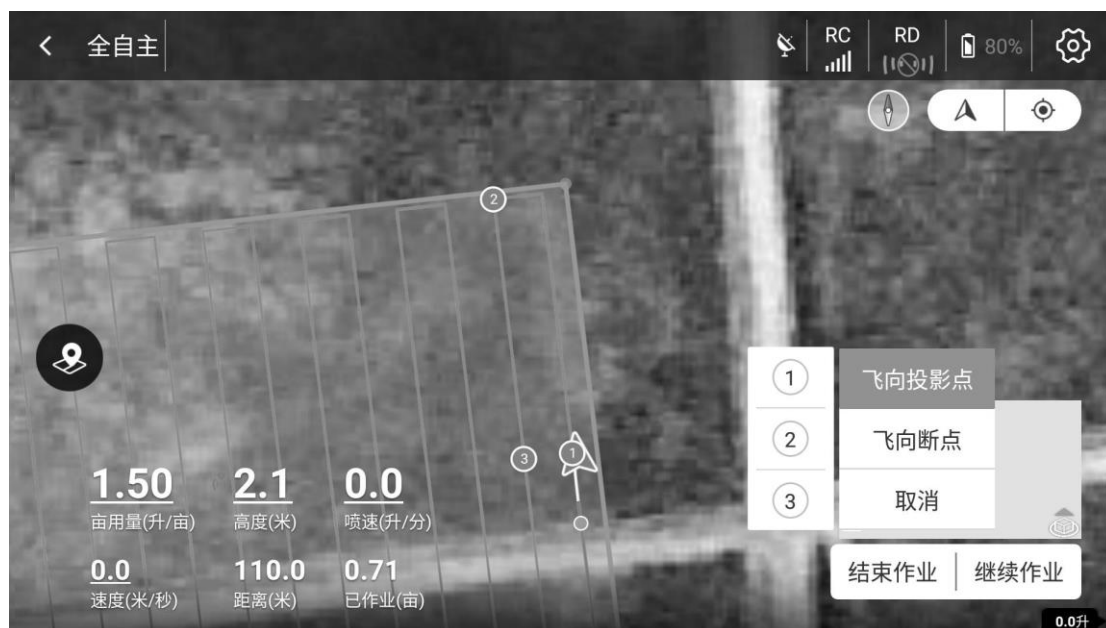 全自主
RC
RD
80%
2
3
1
1 飞向投影点
2 飞向断点
3 取消
1.50 2.1 0.0
亩用量(升/亩) 高度(米) 喷速(升/分)
0.0 110.0 0.71
速度(米/秒) 距离(米) 已作业(亩)
结束作业 继续作业
0.0升